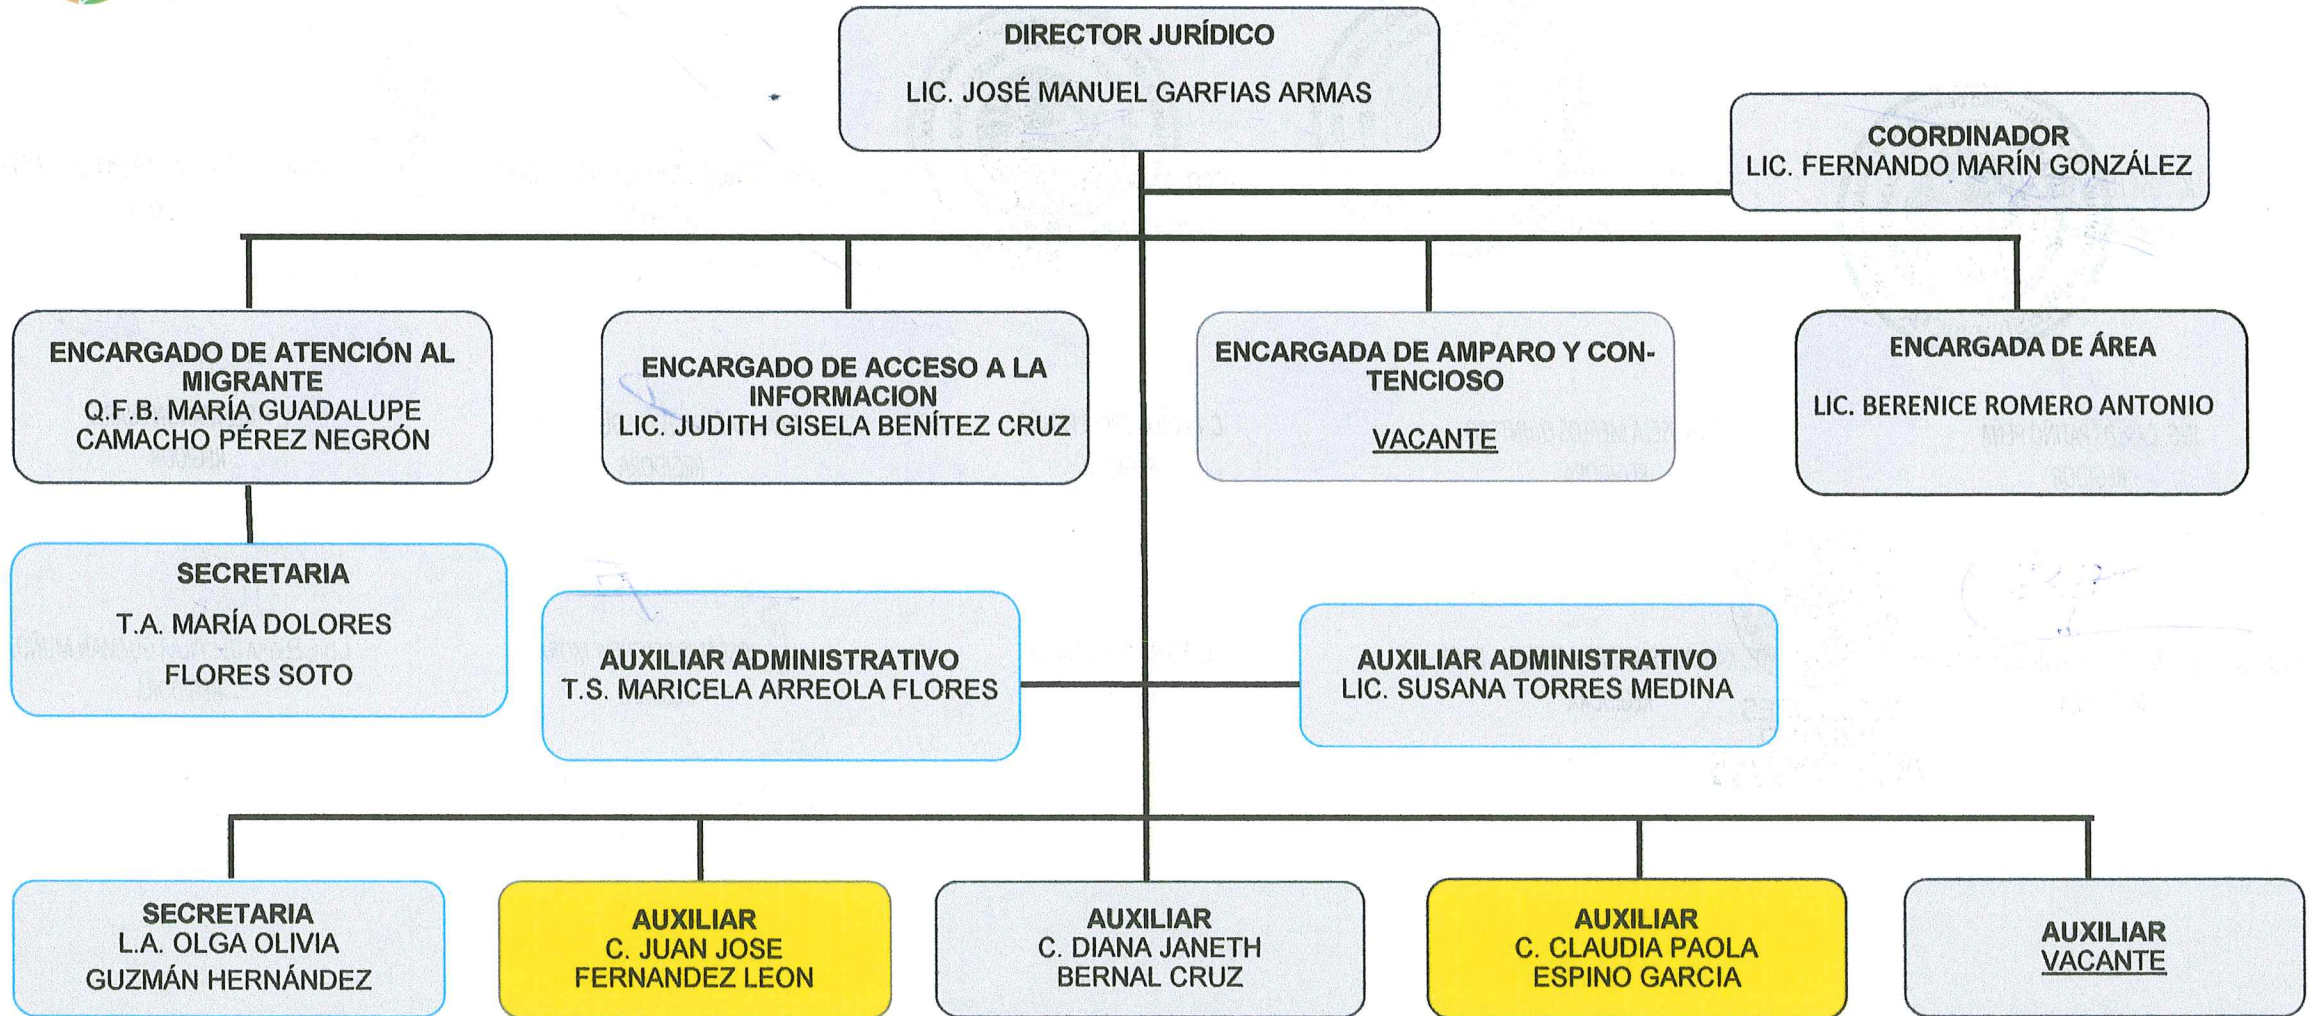 DIRECTOR JURÍDICO
LIC. JOSÉ MANUEL GARFIAS ARMAS
COORDINADOR
LIC. FERNANDO MARÍN GONZÁLEZ
ENCARGADO DE ATENCIÓN AL
MIGRANTE
Q.F.B. MARÍA GUADALUPE
CAMACHO PÉREZ NEGRÓN
ENCARGADO DE ACCESO A LA
INFORMACION
LIC. JUDITH GISELA BENÍTEZ CRUZ
ENCARGADA DE AMPARO Y CON-
TENCIOSO
VACANTE
ENCARGADA DE ÁREA
LIC. BERENICE ROMERO ANTONIO
SECRETARIA
T.A. MARÍA DOLORES
FLORES SOTO
AUXILIAR ADMINISTRATIVO
T.S. MARICELA ARREOLA FLORES
AUXILIAR ADMINISTRATIVO
LIC. SUSANA TORRES MEDINA
SECRETARIA
L.A. OLGA OLIVIA
GUZMÁN HERNÁNDEZ
AUXILIAR
C. JUAN JOSE
FERNANDEZ LEON
AUXILIAR
C. DIANA JANETH
BERNAL CRUZ
AUXILIAR
C. CLAUDIA PAOLA
ESPINO GARCIA
AUXILIAR
VACANTE